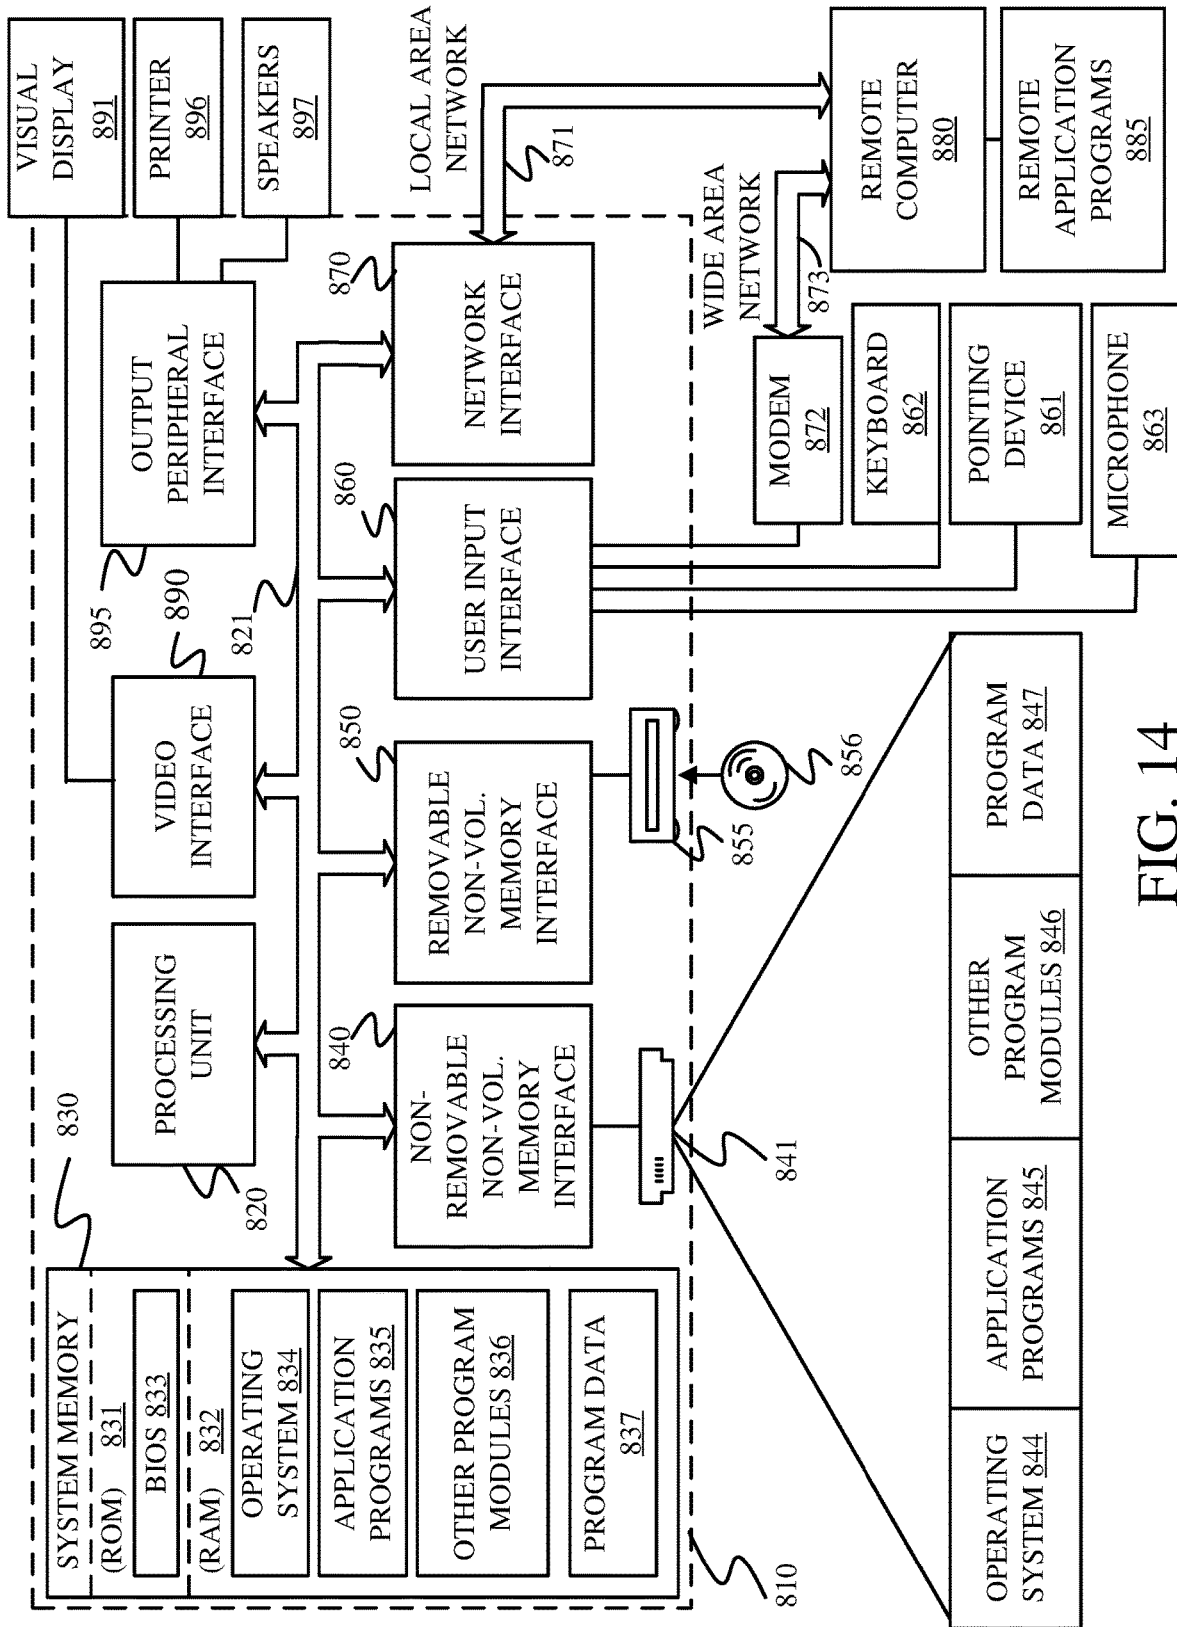 SYSTEM MEMORY
(ROM) 831
BIOS 833
(RAM) 832
OPERATING
SYSTEM 834
APPLICATION
PROGRAMS 835
OTHER PROGRAM
MODULES 836
PROGRAM DATA
837
830
810
PROCESSING
UNIT
820
VIDEO
INTERFACE
890
OUTPUT
PERIPHERAL
INTERFACE
895
821
VISUAL
DISPLAY
891
PRINTER
896
SPEAKERS
897
NON-
REMOVABLE
NON-VOL.
MEMORY
INTERFACE
840
REMOVABLE
NON-VOL.
MEMORY
INTERFACE
850
USER INPUT
INTERFACE
860
NETWORK
INTERFACE
870
LOCAL AREA
NETWORK
871
841
855
856
WIDE AREA
NETWORK
873
MODEM
872
KEYBOARD
862
POINTING
DEVICE
861
MICROPHONE
863
REMOTE
COMPUTER
880
REMOTE
APPLICATION
PROGRAMS
885
OPERATING
SYSTEM 844
APPLICATION
PROGRAMS 845
OTHER
PROGRAM
MODULES 846
PROGRAM
DATA 847
FIG. 14